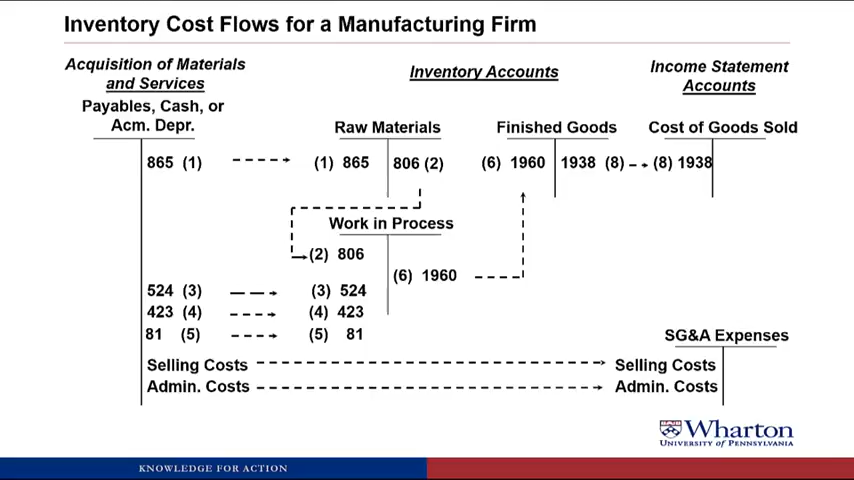 Inventory Cost Flows for a Manufacturing Firm
Acquisition of Materials
and Services
Inventory Accounts
Income Statement
Accounts
Payables, Cash, or
Acm. Depr.
Raw Materials
Finished Goods
Cost of Goods Sold
865 (1)
(1) 865
806 (2)
(6) 1960
1938 (8)
(8) 1938
Work in Process
(2) 806
(6) 1960
524 (3)
(3) 524
423 (4)
(4) 423
81 (5)
(5) 81
SG&A Expenses
Selling Costs
Selling Costs
Admin. Costs
Admin. Costs
Wharton
UNIVERSITY of PENNSYLVANIA
KNOWLEDGE FOR ACTION